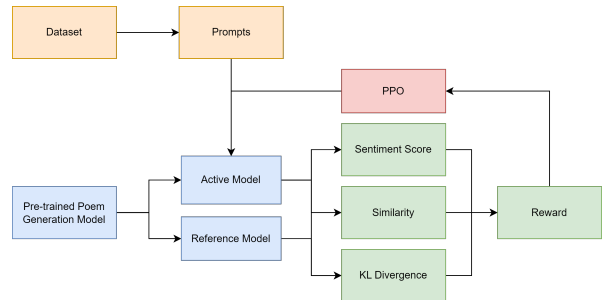 Dataset
Prompts
PPO
Sentiment Score
Active Model
Pre-trained Poem
Generation Model
Similarity
Reward
Reference Model
KL Divergence